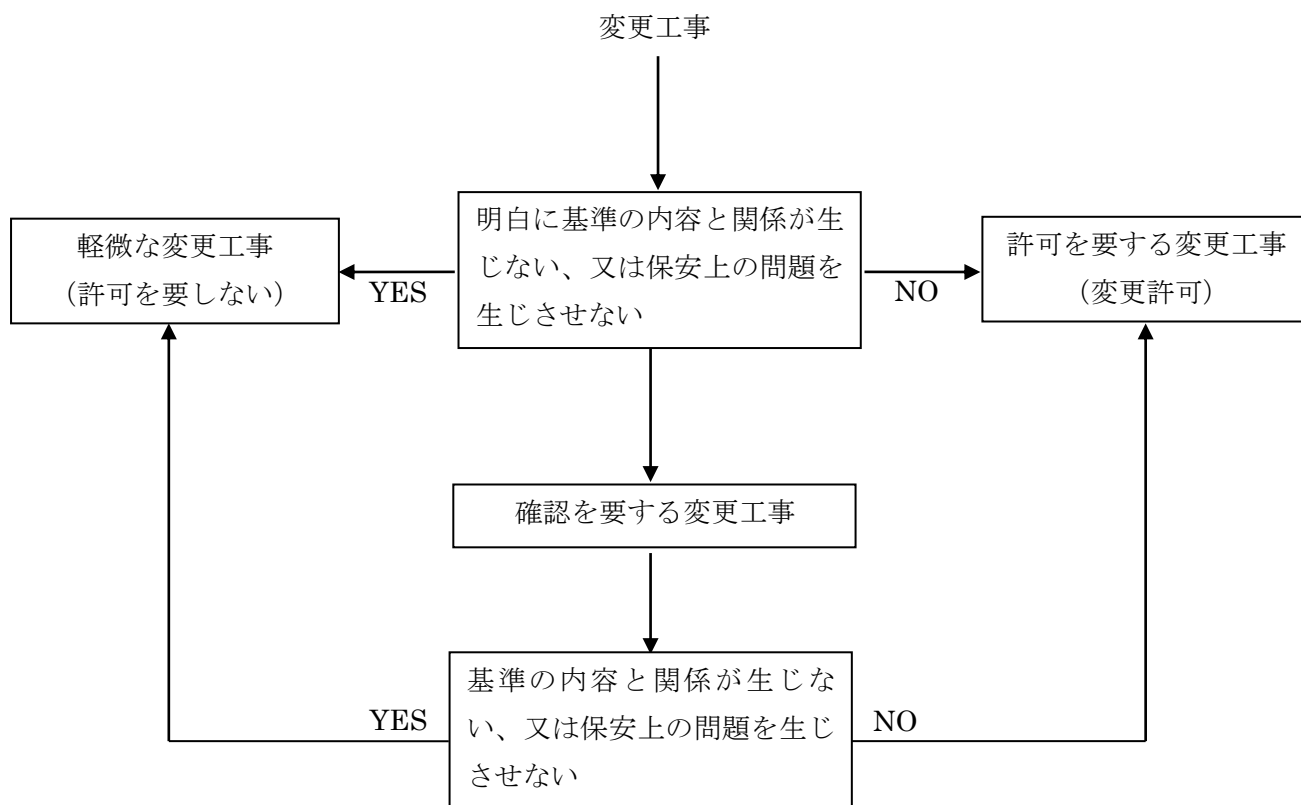 変更工事
明白に基準の内容と関係が生
じない、又は保安上の問題を
生じさせない
軽微な変更工事
（許可を要しない）
YES
NO
許可を要する変更工事
（変更許可）
確認を要する変更工事
基準の内容と関係が生じな
い、又は保安上の問題を生じ
させない
YES
NO